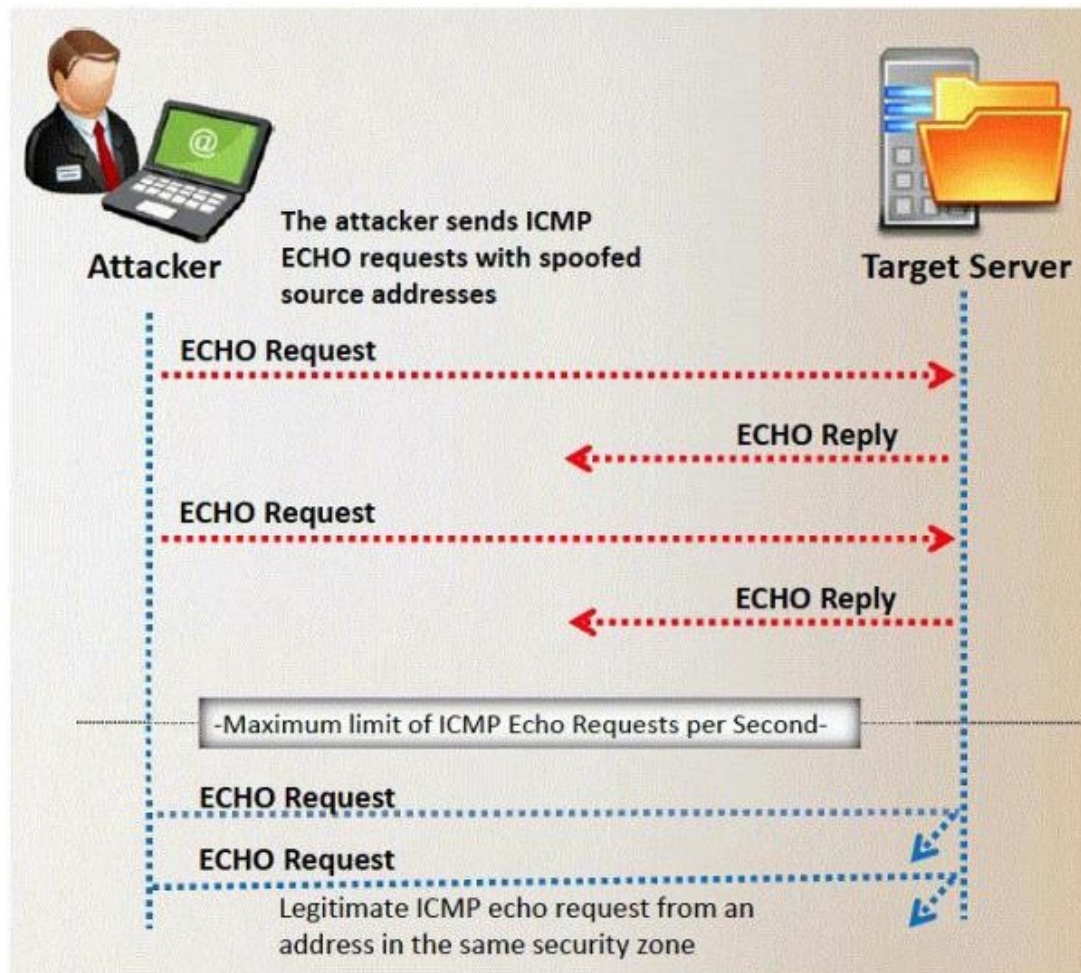 The attacker sends ICMP
ECHO requests with spoofed
source addresses
@
Attacker
Target Server
ECHO Request
ECHO Reply
ECHO Request
ECHO Reply
-Maximum limit of ICMP Echo Requests per Second-
ECHO Request
ECHO Request
Legitimate ICMP echo request from an
address in the same security zone